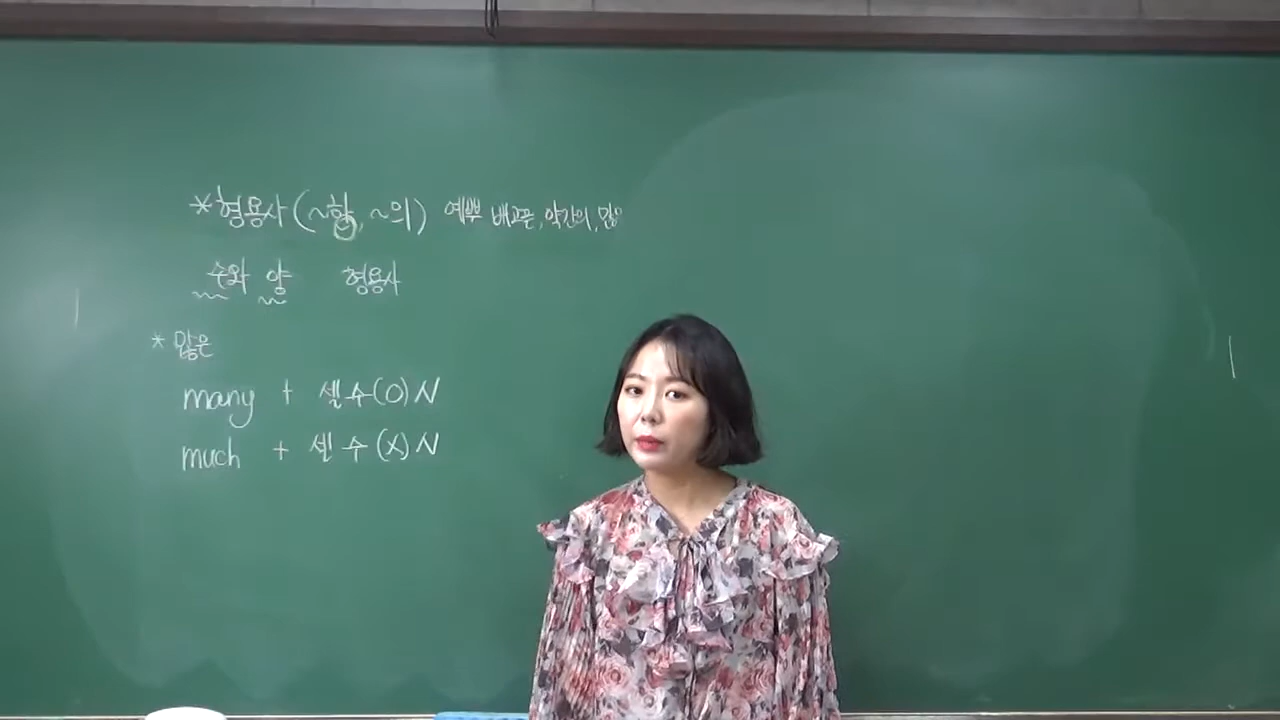 *형용사(~한, ~의) 예쁜 배고픈, 약간의, 많은
수와 양 형용사
* 많은
many + 셀 수(O)N
much + 셀 수(X)N